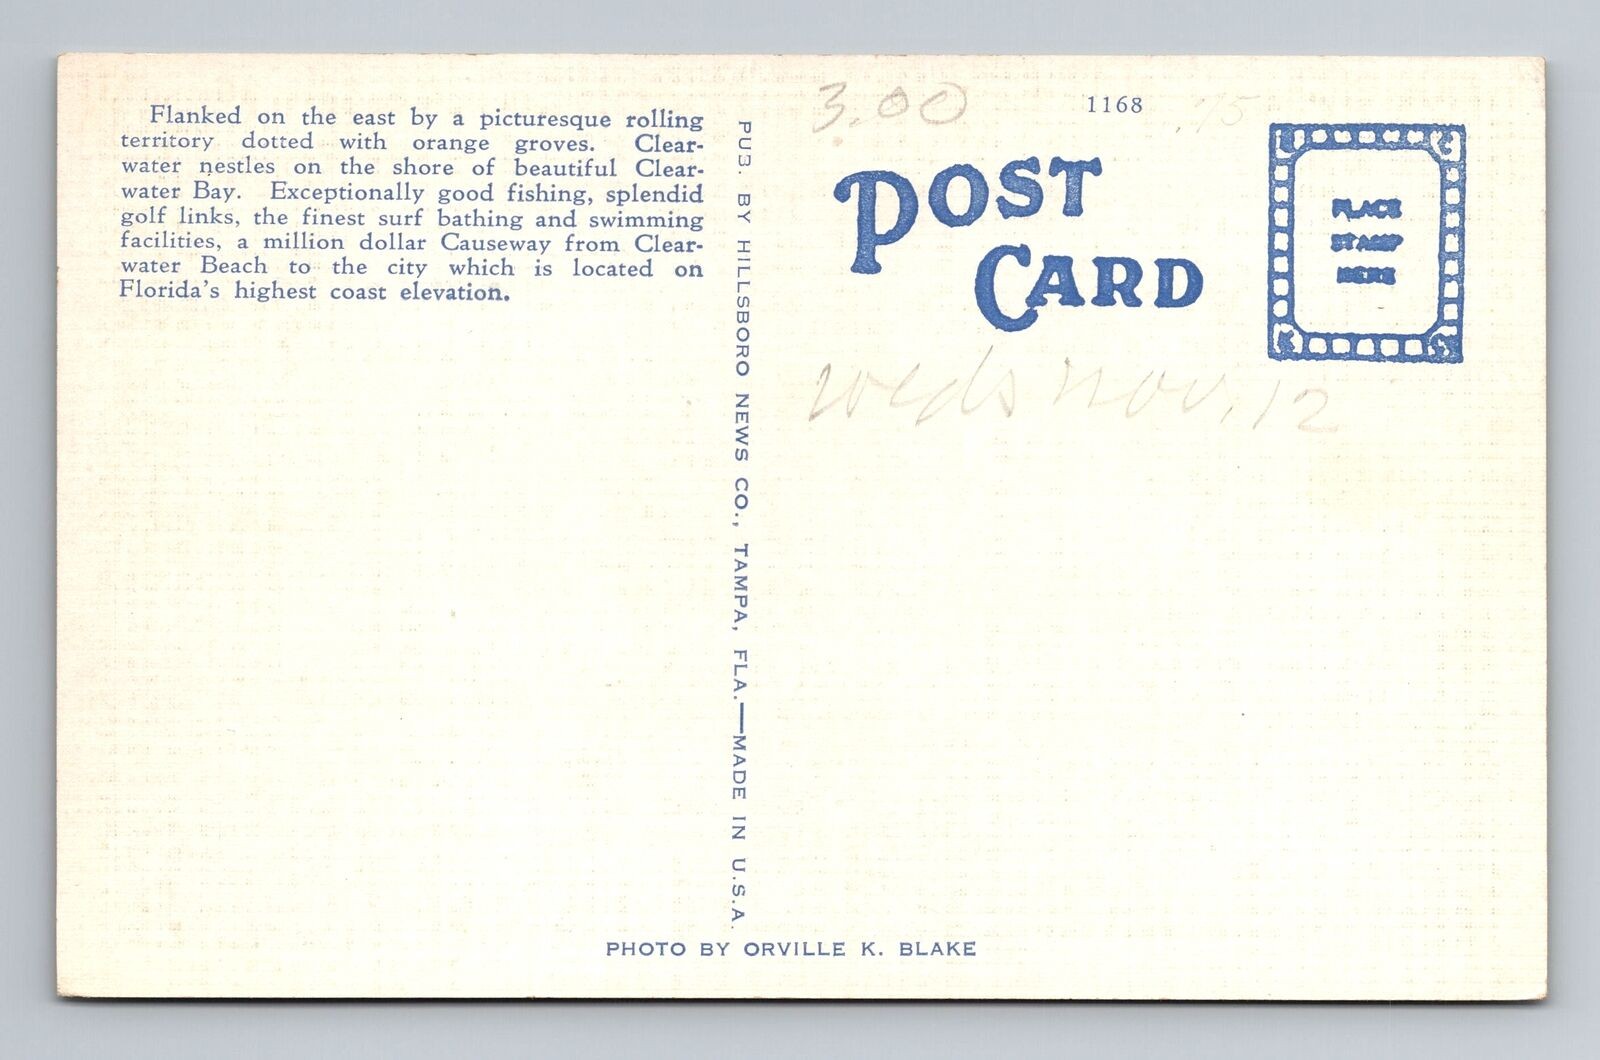 Flanked on the east by a picturesque rolling
territory dotted with orange groves. Clear-
water nestles on the shore of beautiful Clear-
water Bay. Exceptionally good fishing, splendid
golf links, the finest surf bathing and swimming
facilities, a million dollar Causeway from Clear-
water Beach to the city which is located on
Florida's highest coast elevation.
PUB. BY HILLSBORO NEWS CO., TAMPA, FLA.—MADE IN U.S.A.
3.00
1168
.75
POST
CARD
PLACE
STAMP
HERE
weds nov. 12
PHOTO BY ORVILLE K. BLAKE